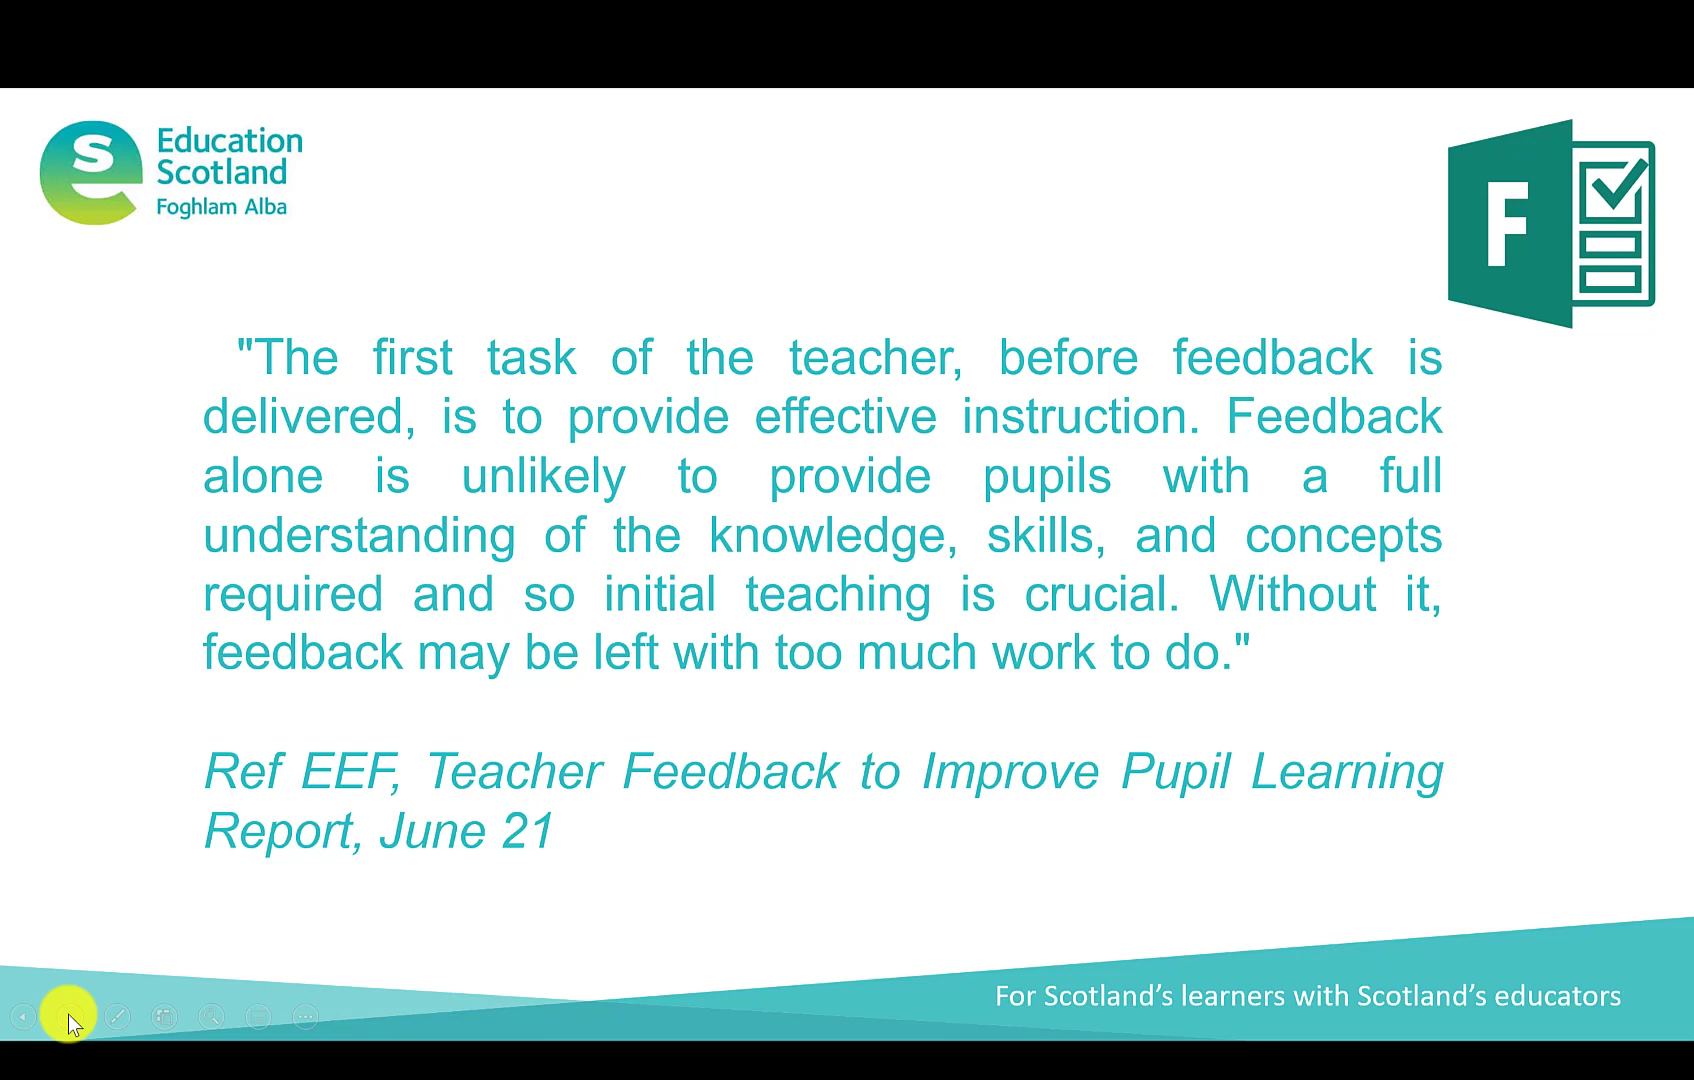 Education
Scotland
Foghlam Alba
F
"The first task of the teacher, before feedback is
delivered, is to provide effective instruction. Feedback
alone is unlikely to provide pupils with a full
understanding of the knowledge, skills, and concepts
required and so initial teaching is crucial. Without it,
feedback may be left with too much work to do."
Ref EEF, Teacher Feedback to Improve Pupil Learning
Report, June 21
For Scotland's learners with Scotland's educators